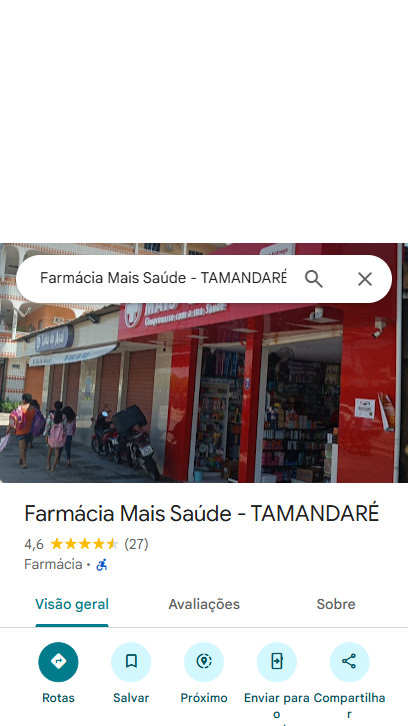 Farmácia Mais Saúde - TAMANDARÉ
MAIS
Farmácia Mais Saúde - TAMANDARÉ
4,6 (27)
Farmácia
Visão geral Avaliações Sobre
Rotas Salvar Próximo Enviar para o Compartilhar